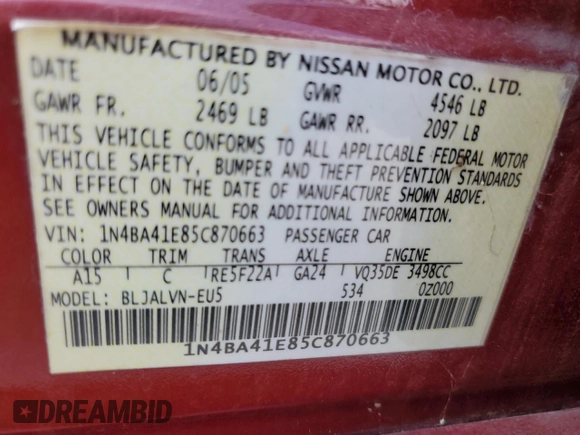 MANUFACTURED BY NISSAN MOTOR CO., LTD.
DATE 06/05 GVWR 4546 LB
GAWR FR. 2469 LB GAWR RR. 2097 LB
THIS VEHICLE CONFORMS TO ALL APPLICABLE FEDERAL MOTOR
VEHICLE SAFETY, BUMPER AND THEFT PREVENTION STANDARDS
IN EFFECT ON THE DATE OF MANUFACTURE SHOWN ABOVE.
SEE OWNERS MANUAL FOR ADDITIONAL INFORMATION.
VIN: 1N4BA41E85C870663 PASSENGER CAR
COLOR TRIM TRANS AXLE ENGINE
A15 C RE5F22A GA24 VQ35DE 3498CC
MODEL: BLJALVN-EU5 534 0Z000
1N4BA41E85C870663
DREAMBID